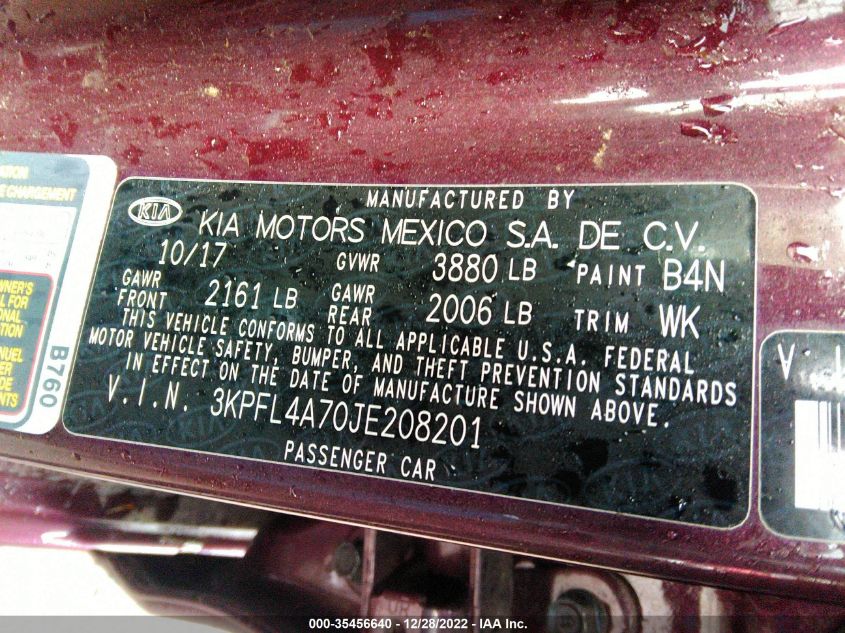 MANUFACTURED BY
KIA KIA MOTORS MEXICO S.A. DE C.V.
10/17 GVWR 3880 LB PAINT B4N
GAWR FRONT 2161 LB GAWR REAR 2006 LB TRIM WK
THIS VEHICLE CONFORMS TO ALL APPLICABLE U.S.A. FEDERAL
MOTOR VEHICLE SAFETY, BUMPER, AND THEFT PREVENTION STANDARDS
IN EFFECT ON THE DATE OF MANUFACTURE SHOWN ABOVE.
V.I.N. 3KPFL4A70JE208201
PASSENGER CAR
CHARGEMENT
B760
V
000-35456640 - 12/28/2022 - IAA Inc.